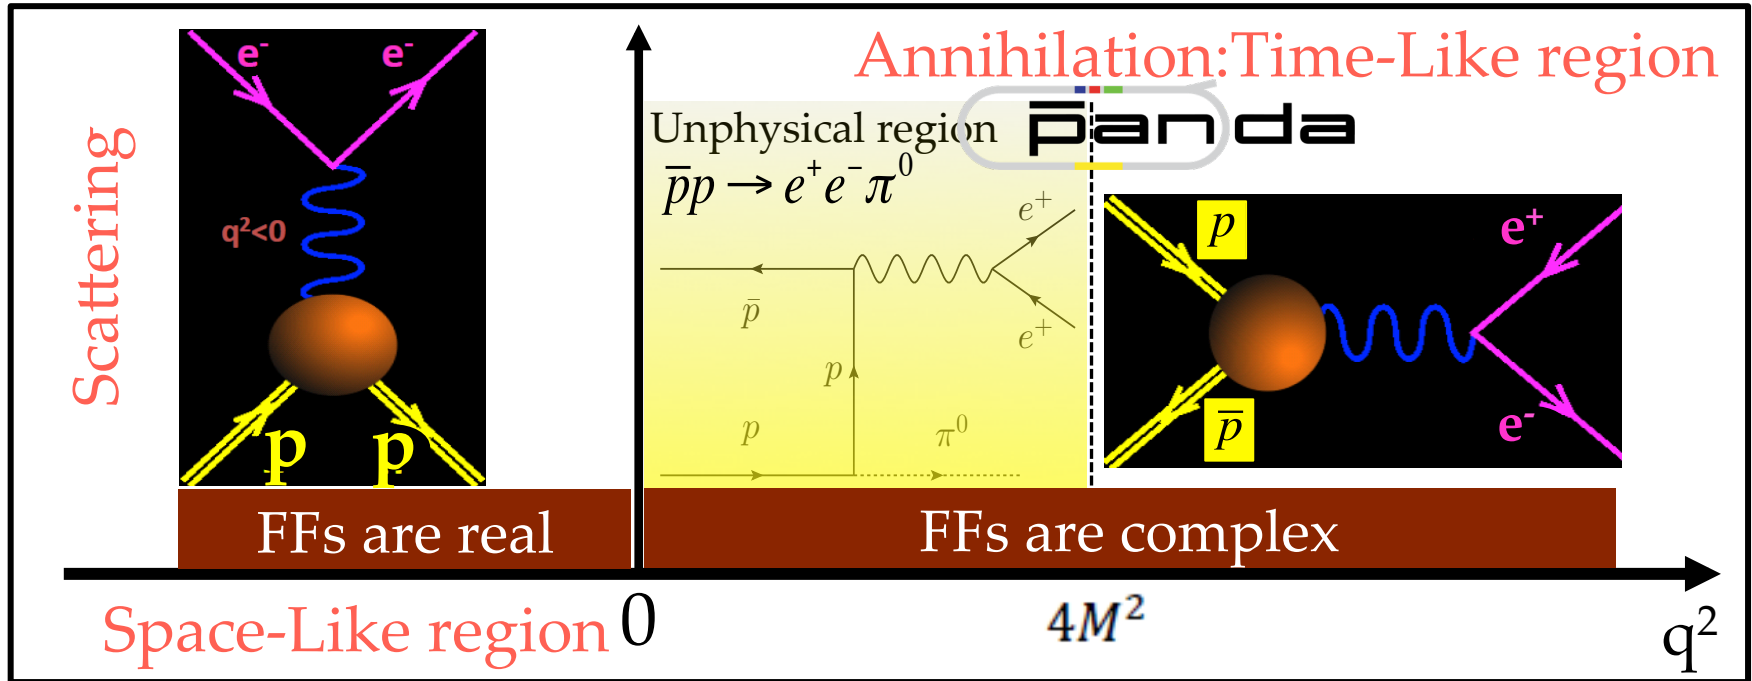 Scattering
e⁻ e⁻
q²<0
p p
FFs are real
Space-Like region
Annihilation:Time-Like region
p̅anda
Unphysical region
p̅p → e⁺e⁻π⁰
e⁺
p̅
e⁺
p
p
π⁰
p
e⁺
p̅
e⁻
FFs are complex
0
4M²
q²